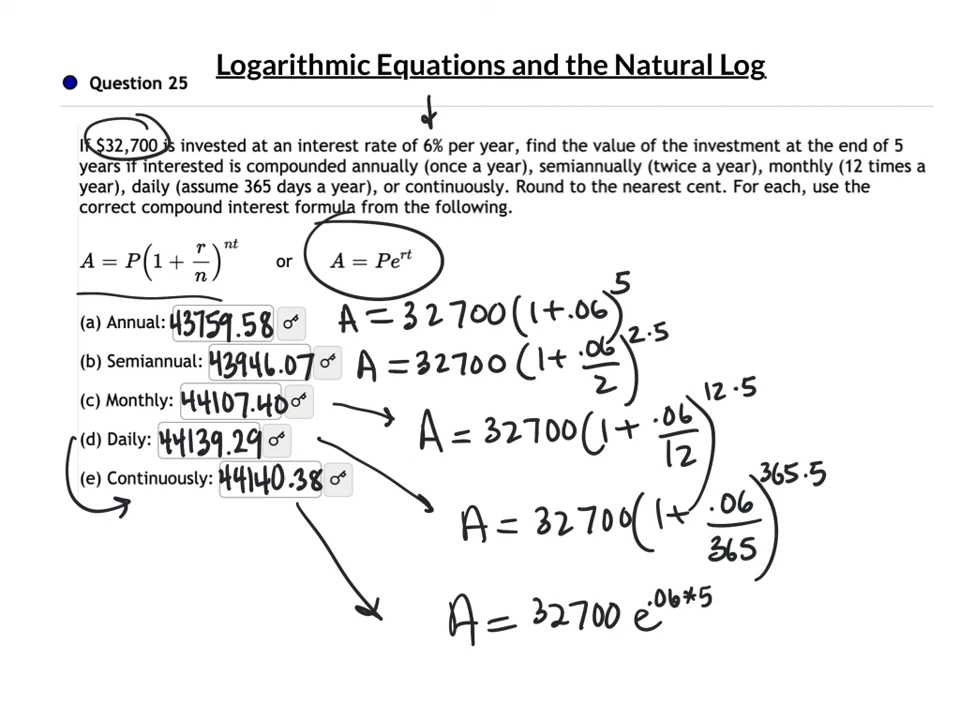 Logarithmic Equations and the Natural Log
Question 25
If $32,700 is invested at an interest rate of 6% per year, find the value of the investment at the end of 5
years if interested is compounded annually (once a year), semiannually (twice a year), monthly (12 times a
year), daily (assume 365 days a year), or continuously. Round to the nearest cent. For each, use the
correct compound interest formula from the following.
A = P(1 + r/n)^nt or A = Pe^rt
(a) Annual: 43759.58 A = 32700(1+.06)^5
(b) Semiannual: 43946.07 A = 32700(1+ .06/2)^2·5
(c) Monthly: 44107.40 A = 32700(1+ .06/12)^12·5
(d) Daily: 44139.29 A = 32700(1+ .06/365)^365·5
(e) Continuously: 44140.38 A = 32700 e^.06*5